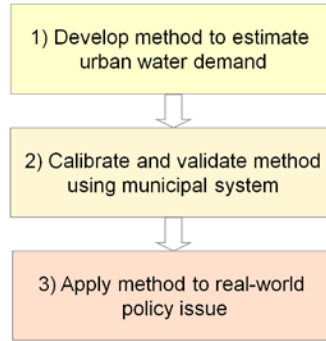 1) Develop method to estimate
urban water demand
2) Calibrate and validate method
using municipal system
3) Apply method to real-world
policy issue